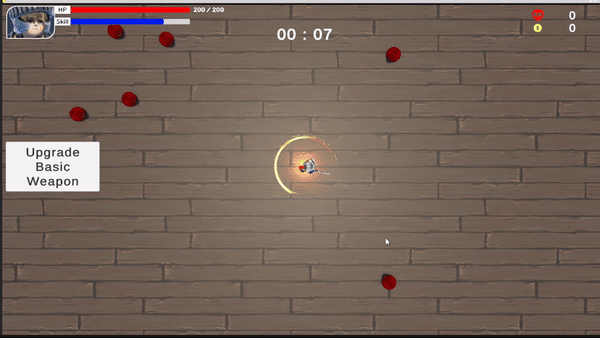 HP
200 / 200
Skill
00 : 07
0
$ 0
Upgrade
Basic
Weapon